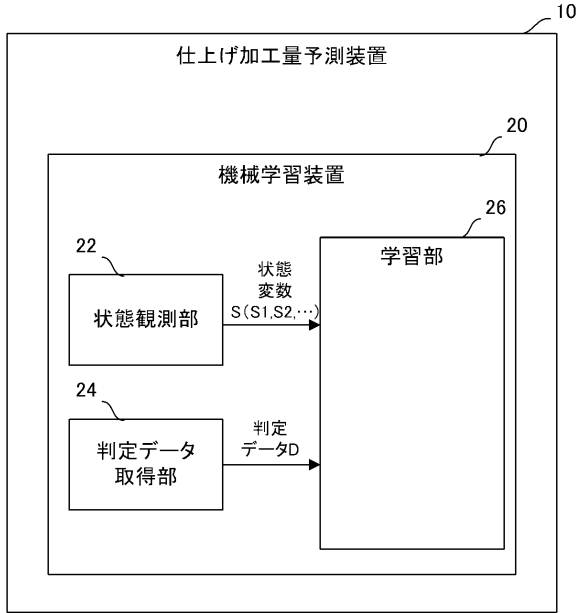 10
仕上げ加工量予測装置
20
機械学習装置
26
学習部
22
状態観測部
状態
変数
S(S1,S2,…)
24
判定データ
取得部
判定
データD